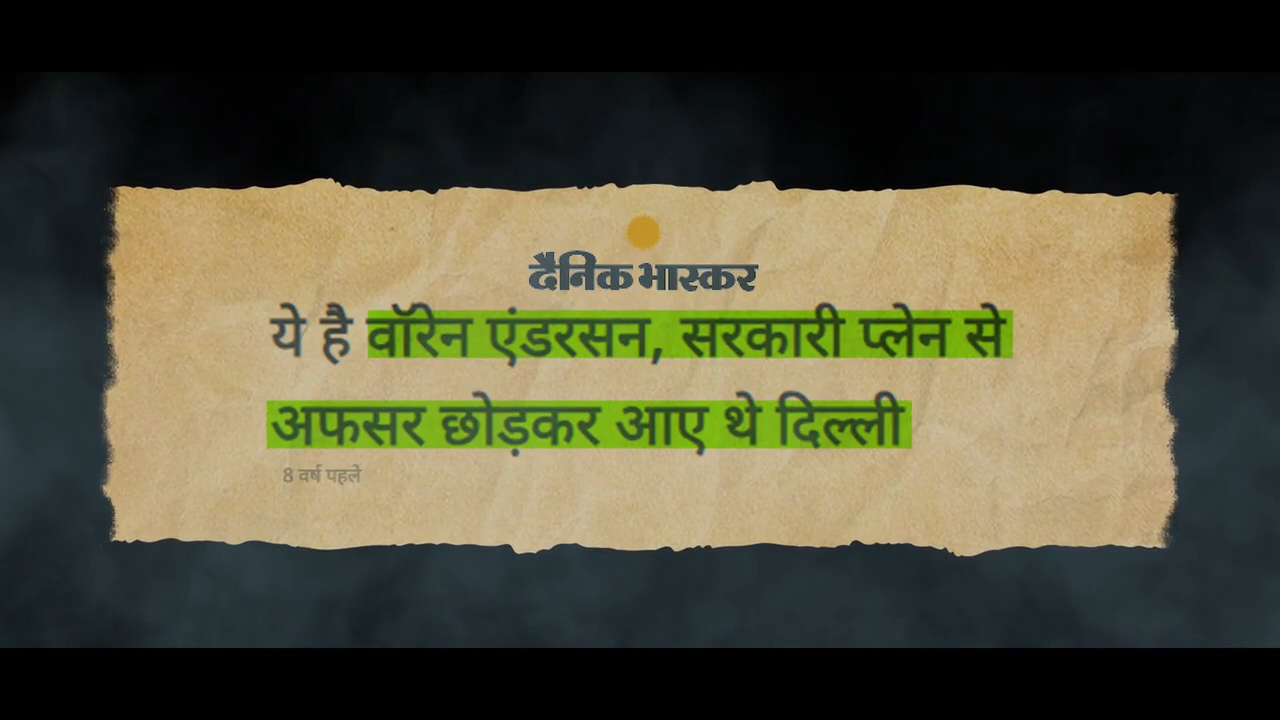 दैनिक भास्कर
ये है वॉरेन एंडरसन, सरकारी प्लेन से
अफसर छोड़कर आए थे दिल्ली
8 वर्ष पहले